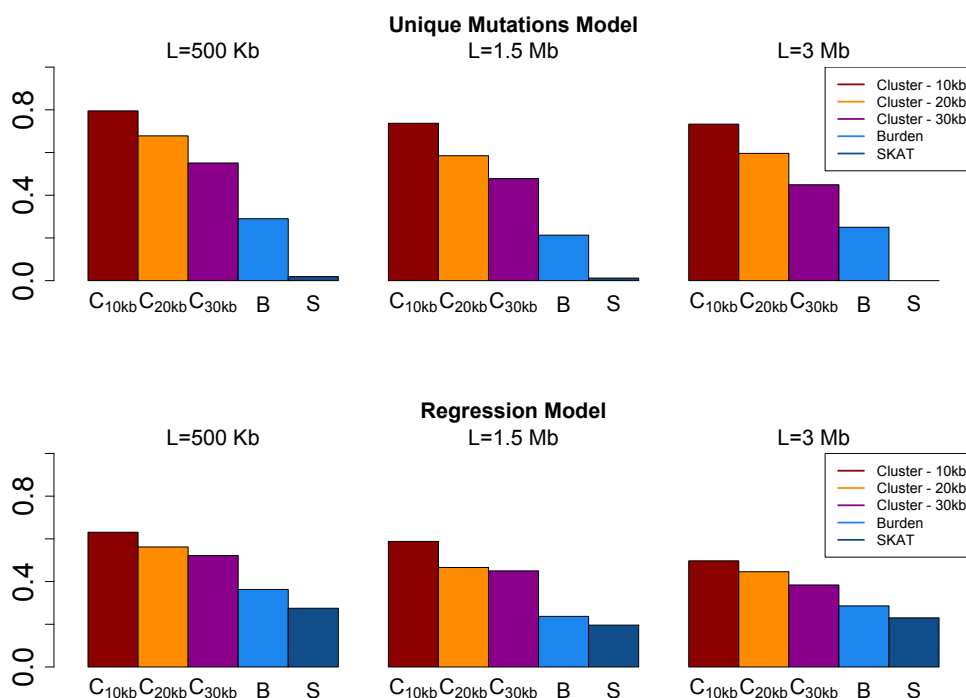 Unique Mutations Model
L=500 Kb L=1.5 Mb L=3 Mb
0.0 0.4 0.8
Cluster - 10kb
Cluster - 20kb
Cluster - 30kb
Burden
SKAT
C10kb C20kb C30kb B S C10kb C20kb C30kb B S C10kb C20kb C30kb B S
Regression Model
L=500 Kb L=1.5 Mb L=3 Mb
0.0 0.4 0.8
Cluster - 10kb
Cluster - 20kb
Cluster - 30kb
Burden
SKAT
C10kb C20kb C30kb B S C10kb C20kb C30kb B S C10kb C20kb C30kb B S